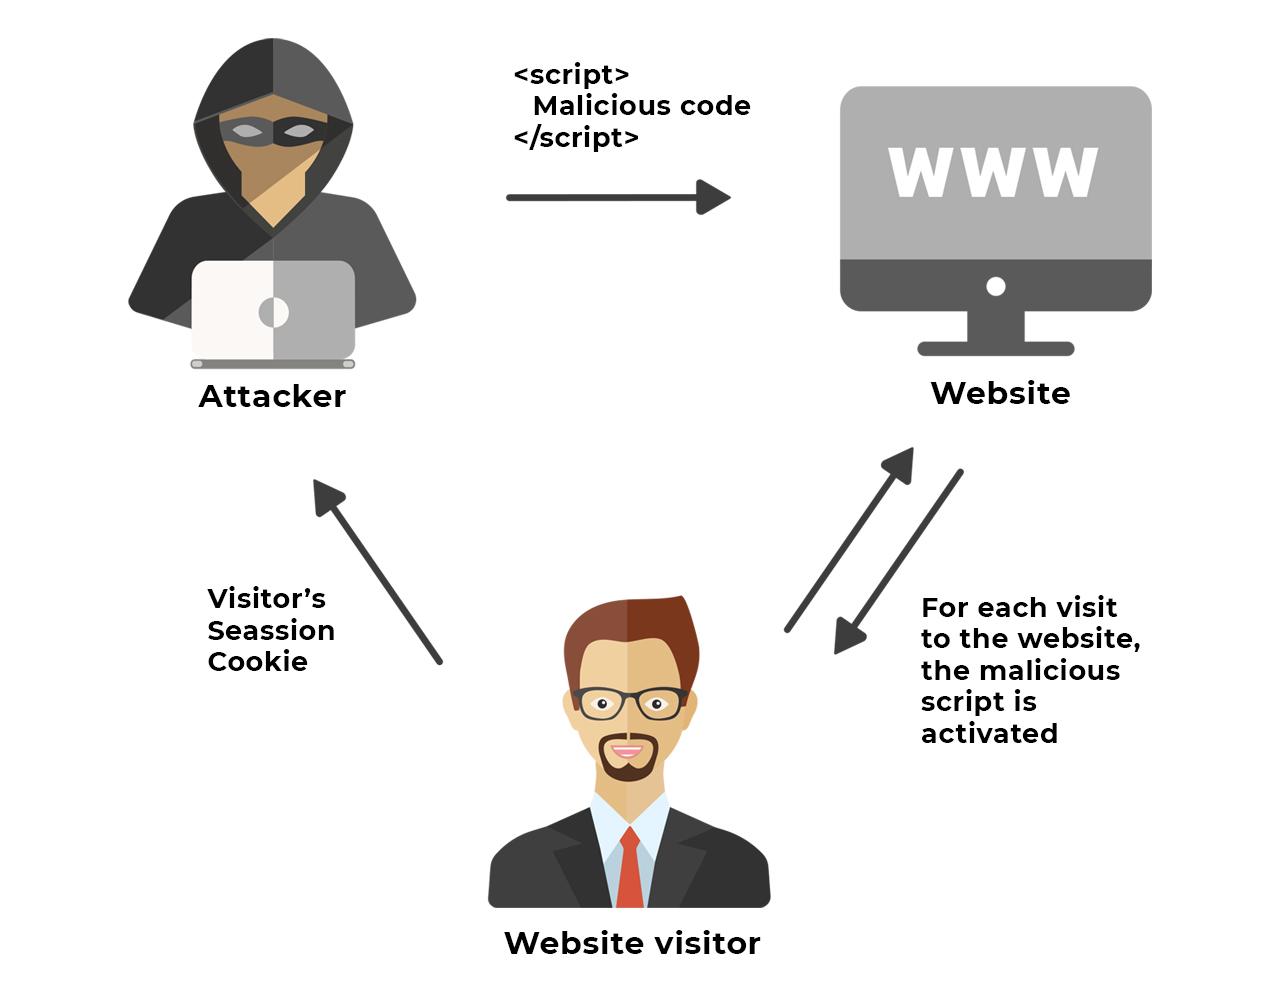 <script>
Malicious code
</script>
WWW
Attacker
Website
Visitor's
Seassion
Cookie
For each visit
to the website,
the malicious
script is
activated
Website visitor